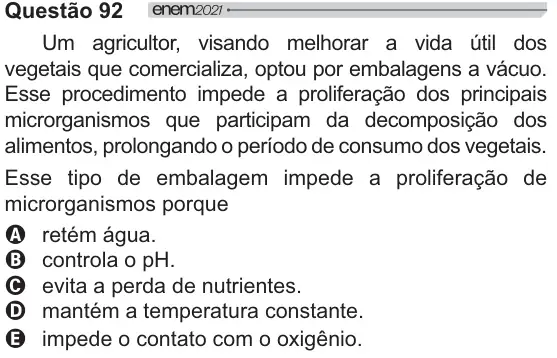 Questão 92 enem2021
Um agricultor, visando melhorar a vida útil dos
vegetais que comercializa, optou por embalagens a vácuo.
Esse procedimento impede a proliferação dos principais
microrganismos que participam da decomposição dos
alimentos, prolongando o período de consumo dos vegetais.
Esse tipo de embalagem impede a proliferação de
microrganismos porque
A retém água.
B controla o pH.
C evita a perda de nutrientes.
D mantém a temperatura constante.
E impede o contato com o oxigênio.